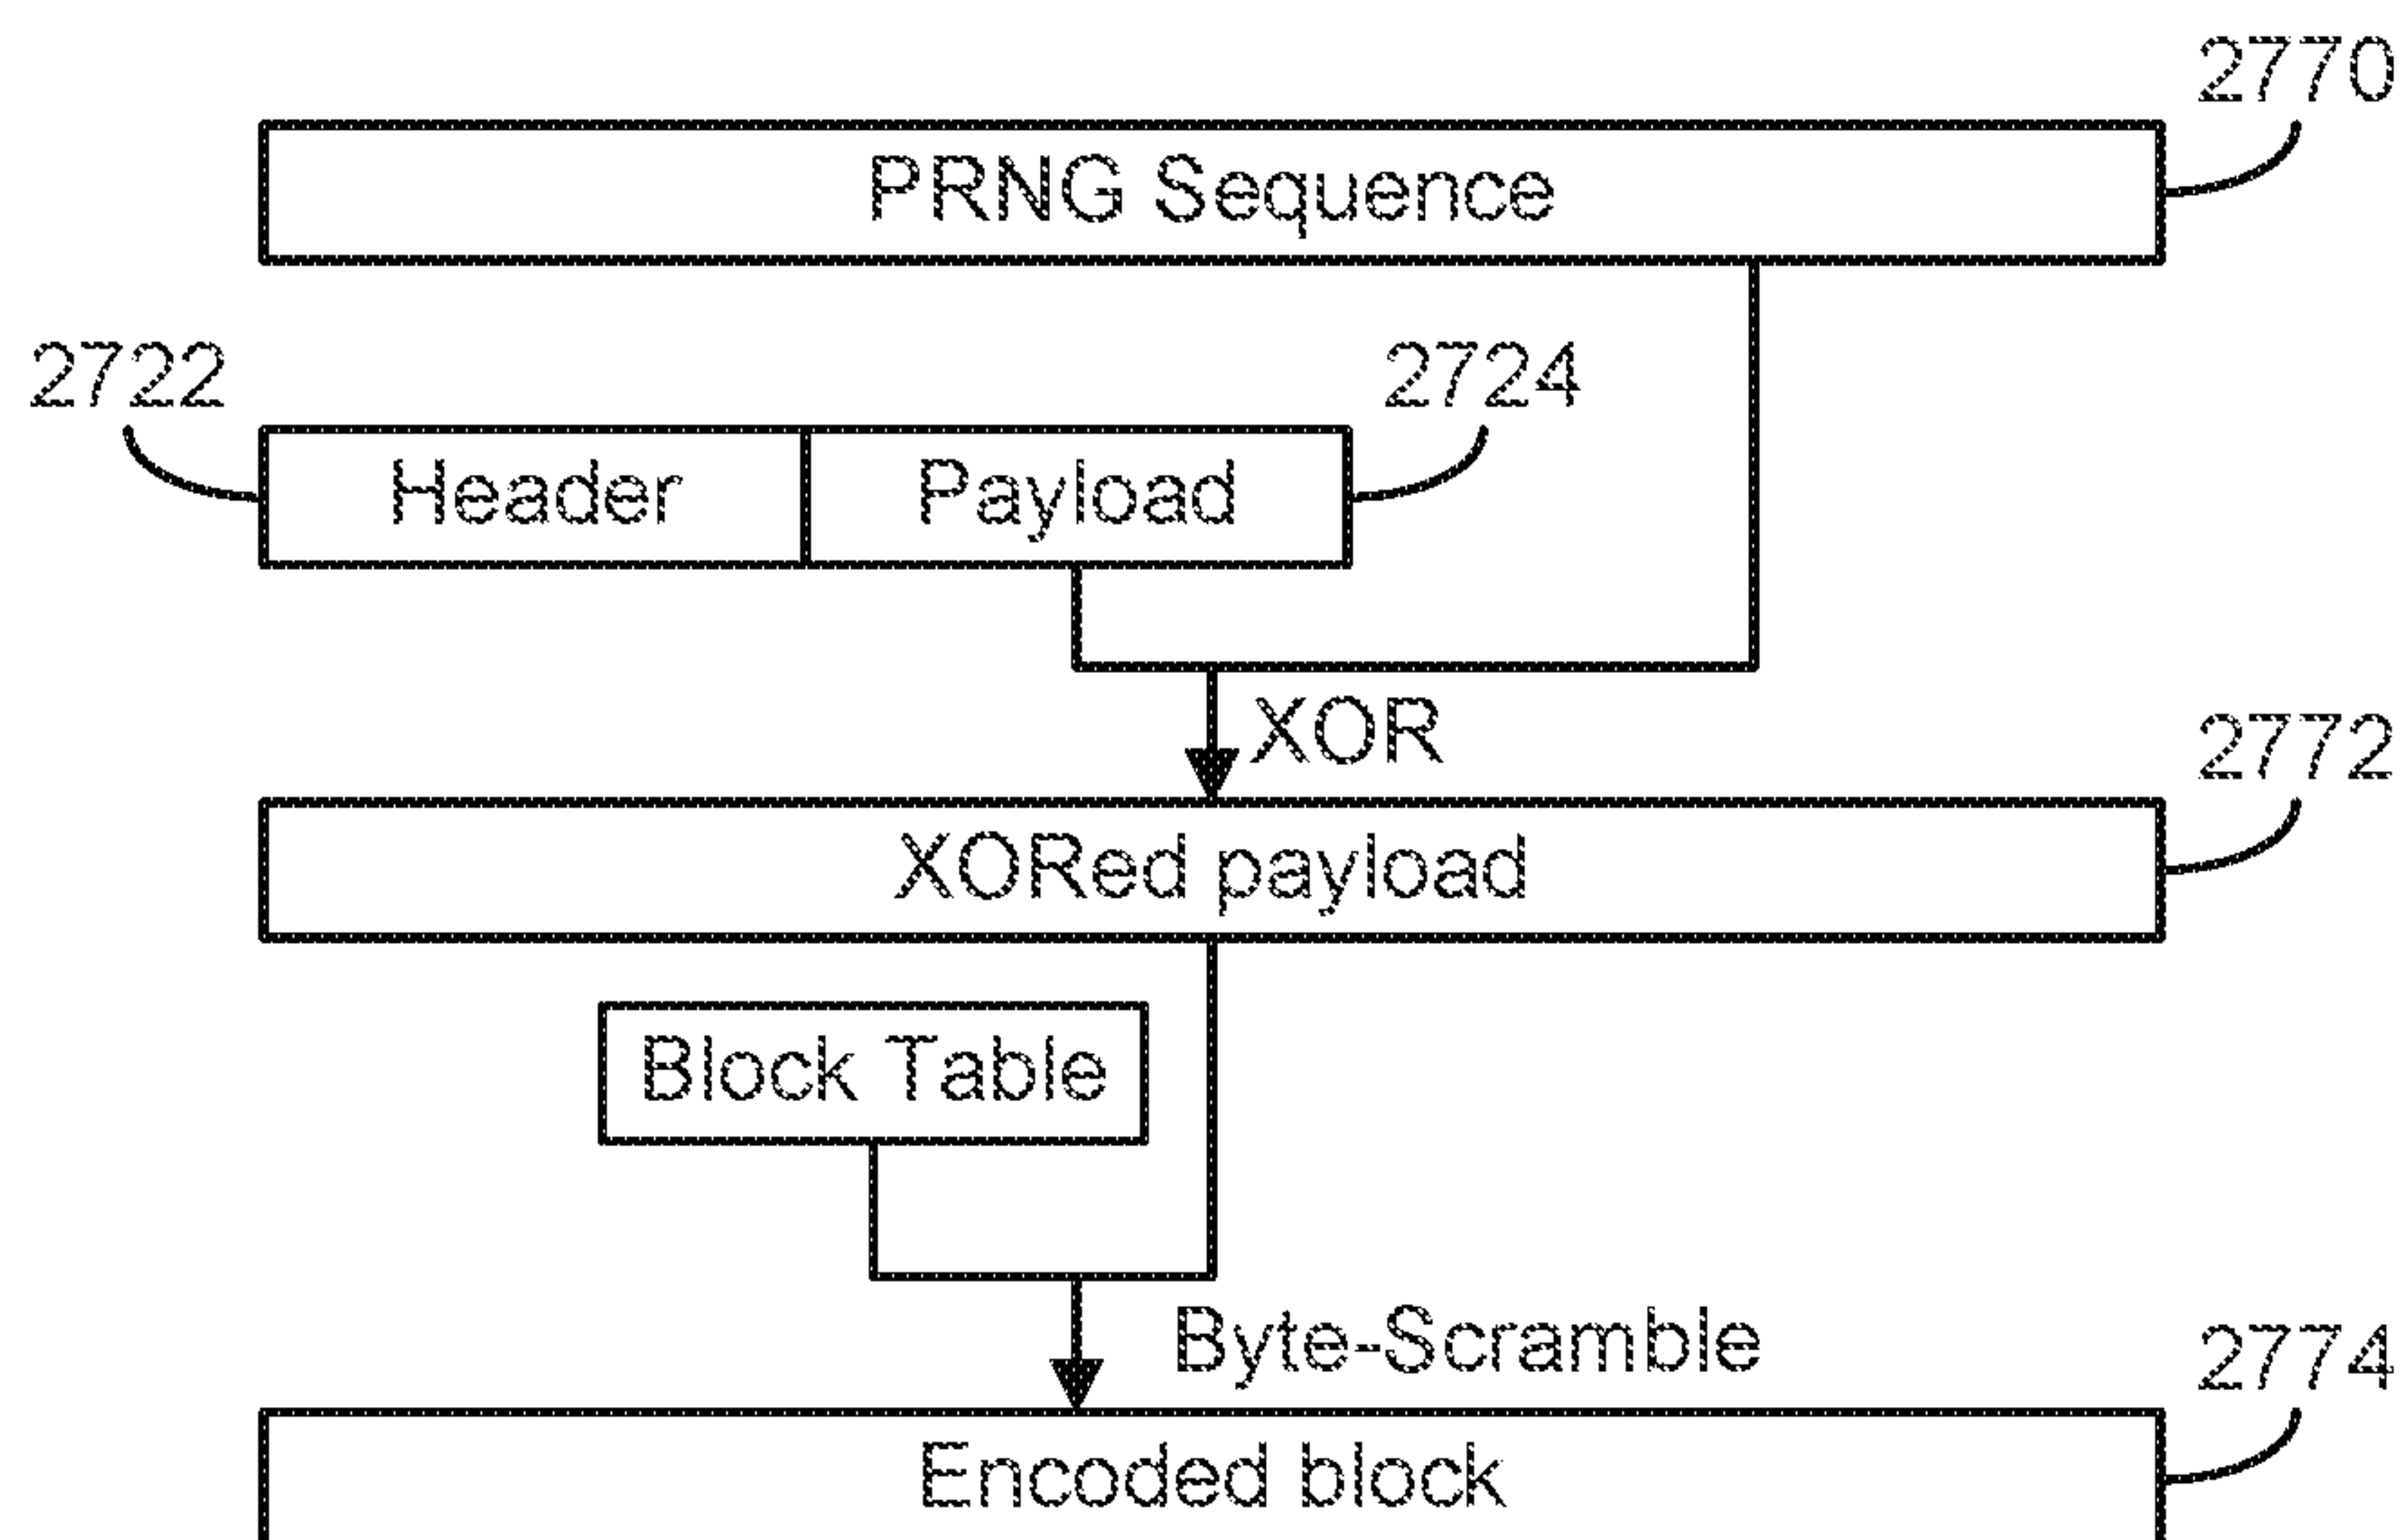 2770
PRNG Sequence
2722
2724
Header
Payload
XOR
2772
XORed payload
Block Table
Byte-Scramble
2774
Encoded block